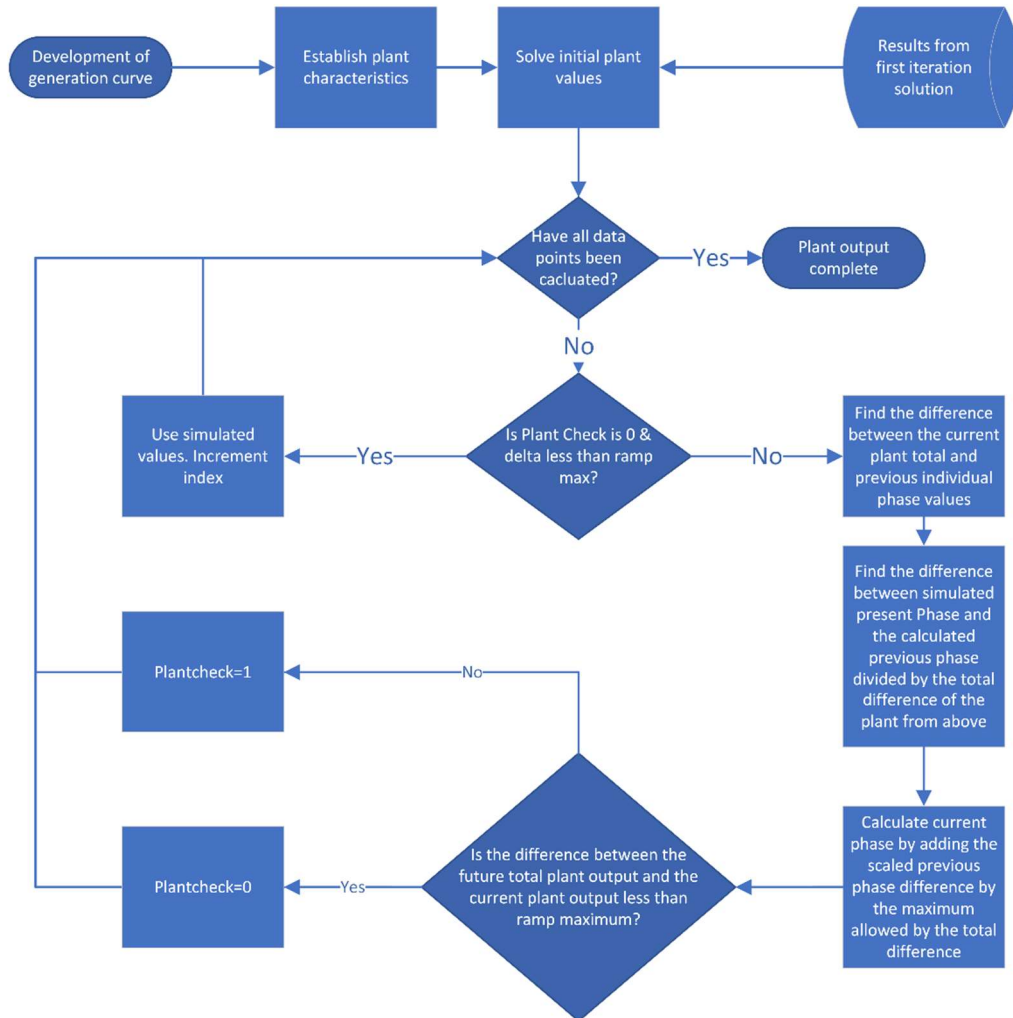 Development of
generation curve
Establish plant
characteristics
Solve initial plant
values
Results from
first iteration
solution
Have all data
points been
cacluated?
Yes
Plant output
complete
No
Is Plant Check is 0 &
delta less than ramp
max?
Yes
Use simulated
values. Increment
index
No
Find the difference
between the current
plant total and
previous individual
phase values
Find the difference
between simulated
present Phase and
the calculated
previous phase
divided by the total
difference of the
plant from above
Calculate current
phase by adding the
scaled previous
phase difference by
the maximum
allowed by the total
difference
Is the difference between the
future total plant output and the
current plant output less than
ramp maximum?
No
Plantcheck=1
Yes
Plantcheck=0